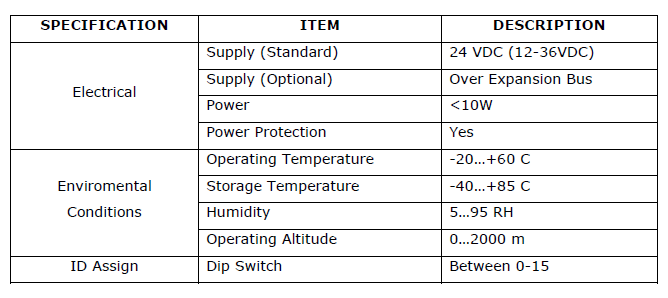 SPECIFICATION ITEM DESCRIPTION
Electrical
Supply (Standard) 24 VDC (12-36VDC)
Supply (Optional) Over Expansion Bus
Power <10W
Power Protection Yes
Enviromental
Conditions
Operating Temperature -20…+60 C
Storage Temperature -40…+85 C
Humidity 5…95 RH
Operating Altitude 0…2000 m
ID Assign Dip Switch Between 0-15